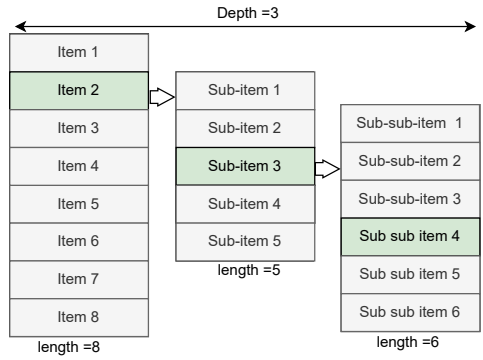 Depth =3
Item 1
Item 2
Item 3
Item 4
Item 5
Item 6
Item 7
Item 8
length =8
Sub-item 1
Sub-item 2
Sub-item 3
Sub-item 4
Sub-item 5
length =5
Sub-sub-item  1
Sub-sub-item 2
Sub-sub-item 3
Sub sub item 4
Sub sub item 5
Sub sub item 6
length =6